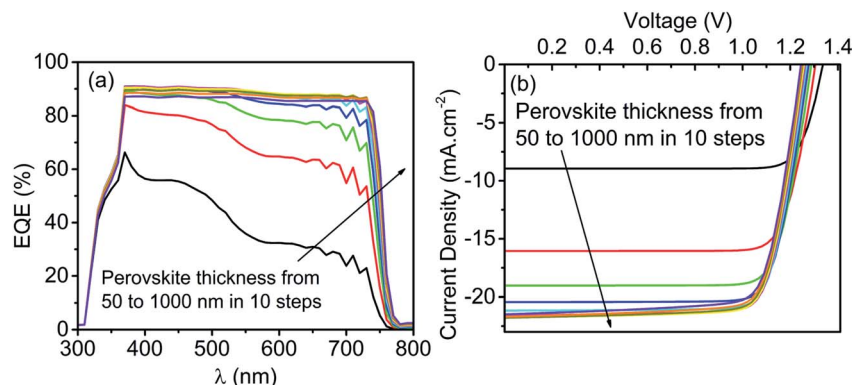 100
80
60
40
20
0
EQE (%)
(a)
Perovskite thickness from
50 to 1000 nm in 10 steps
300 400 500 600 700 800
λ (nm)
Voltage (V)
0.2 0.4 0.6 0.8 1.0 1.2 1.4
0
-5
-10
-15
-20
Current Density (mA.cm⁻²)
(b)
Perovskite thickness from
50 to 1000 nm in 10 steps